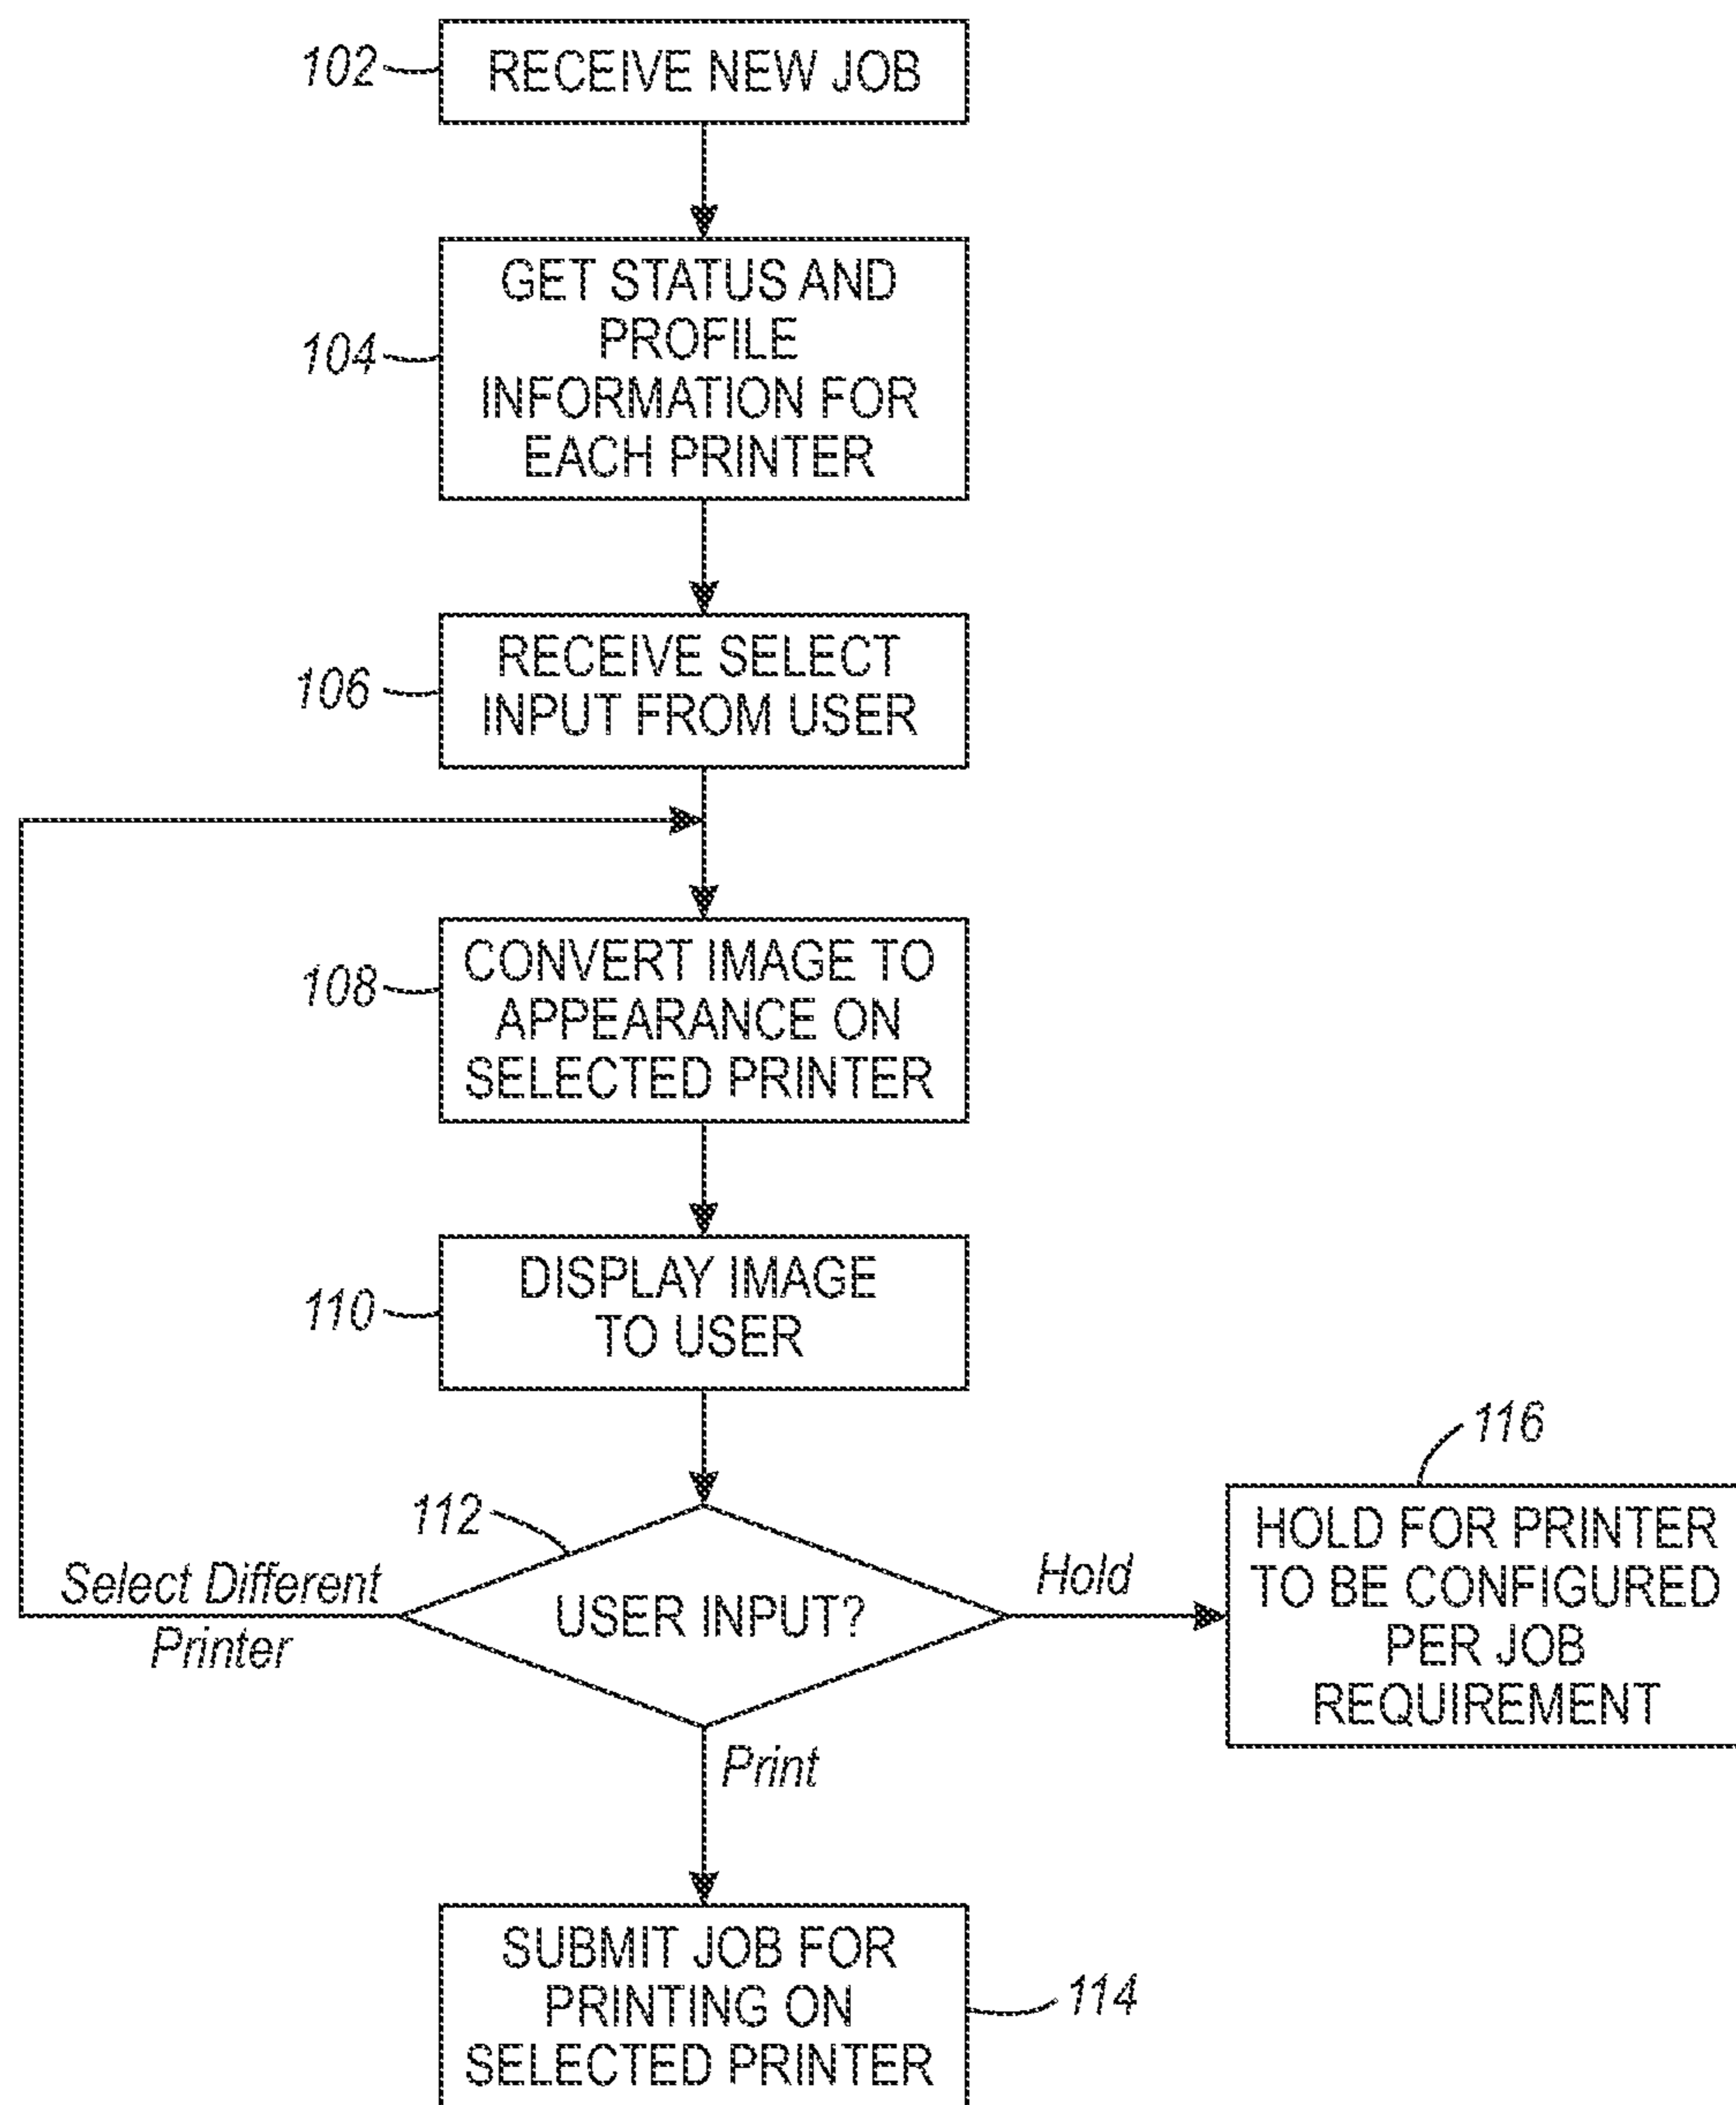 102
RECEIVE NEW JOB
104
GET STATUS AND
PROFILE
INFORMATION FOR
EACH PRINTER
106
RECEIVE SELECT
INPUT FROM USER
108
CONVERT IMAGE TO
APPEARANCE ON
SELECTED PRINTER
110
DISPLAY IMAGE
TO USER
112
USER INPUT?
Select Different
Printer
Hold
116
HOLD FOR PRINTER
TO BE CONFIGURED
PER JOB
REQUIREMENT
Print
SUBMIT JOB FOR
PRINTING ON
SELECTED PRINTER
114